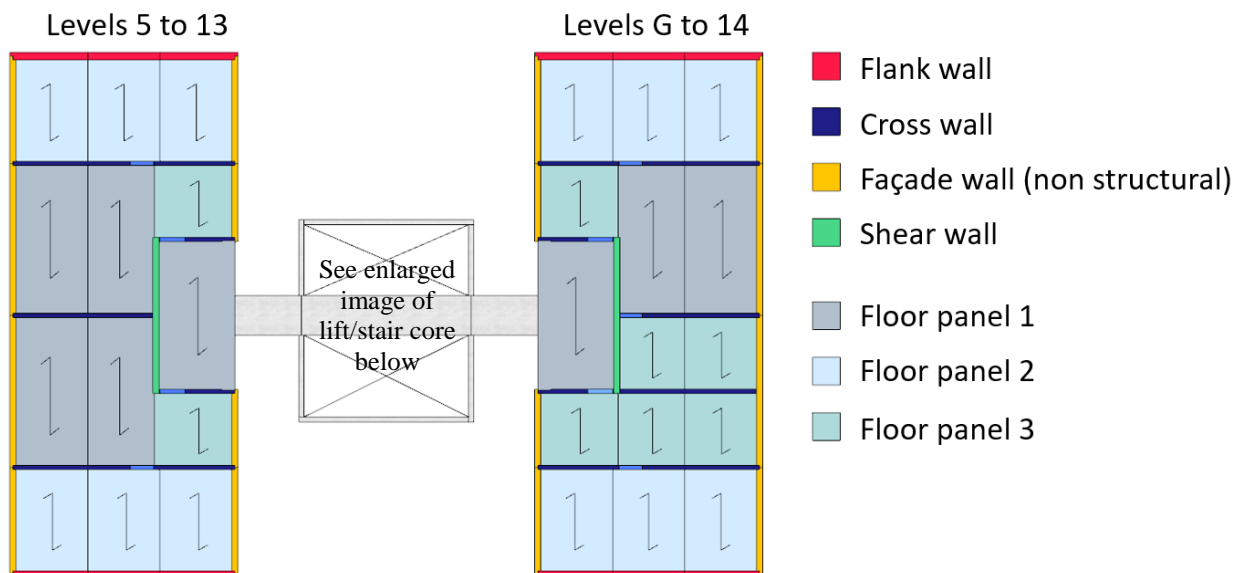 Levels 5 to 13
Levels G to 14
See enlarged
image of
lift/stair core
below
Flank wall
Cross wall
Façade wall (non structural)
Shear wall
Floor panel 1
Floor panel 2
Floor panel 3